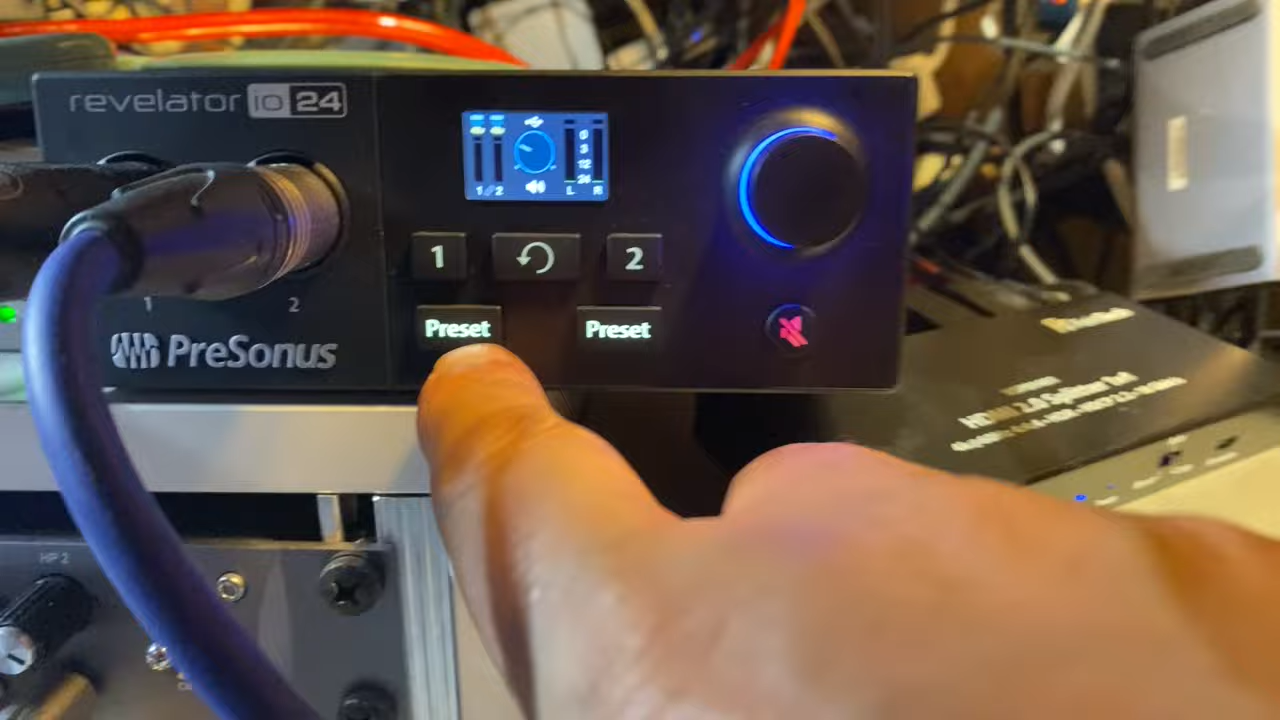 revelator io 24
0
3
12
24
1 2 L R
1
2
1 2
Preset
Preset
PreSonus
HDMI 2.0 Splitter
HP 2